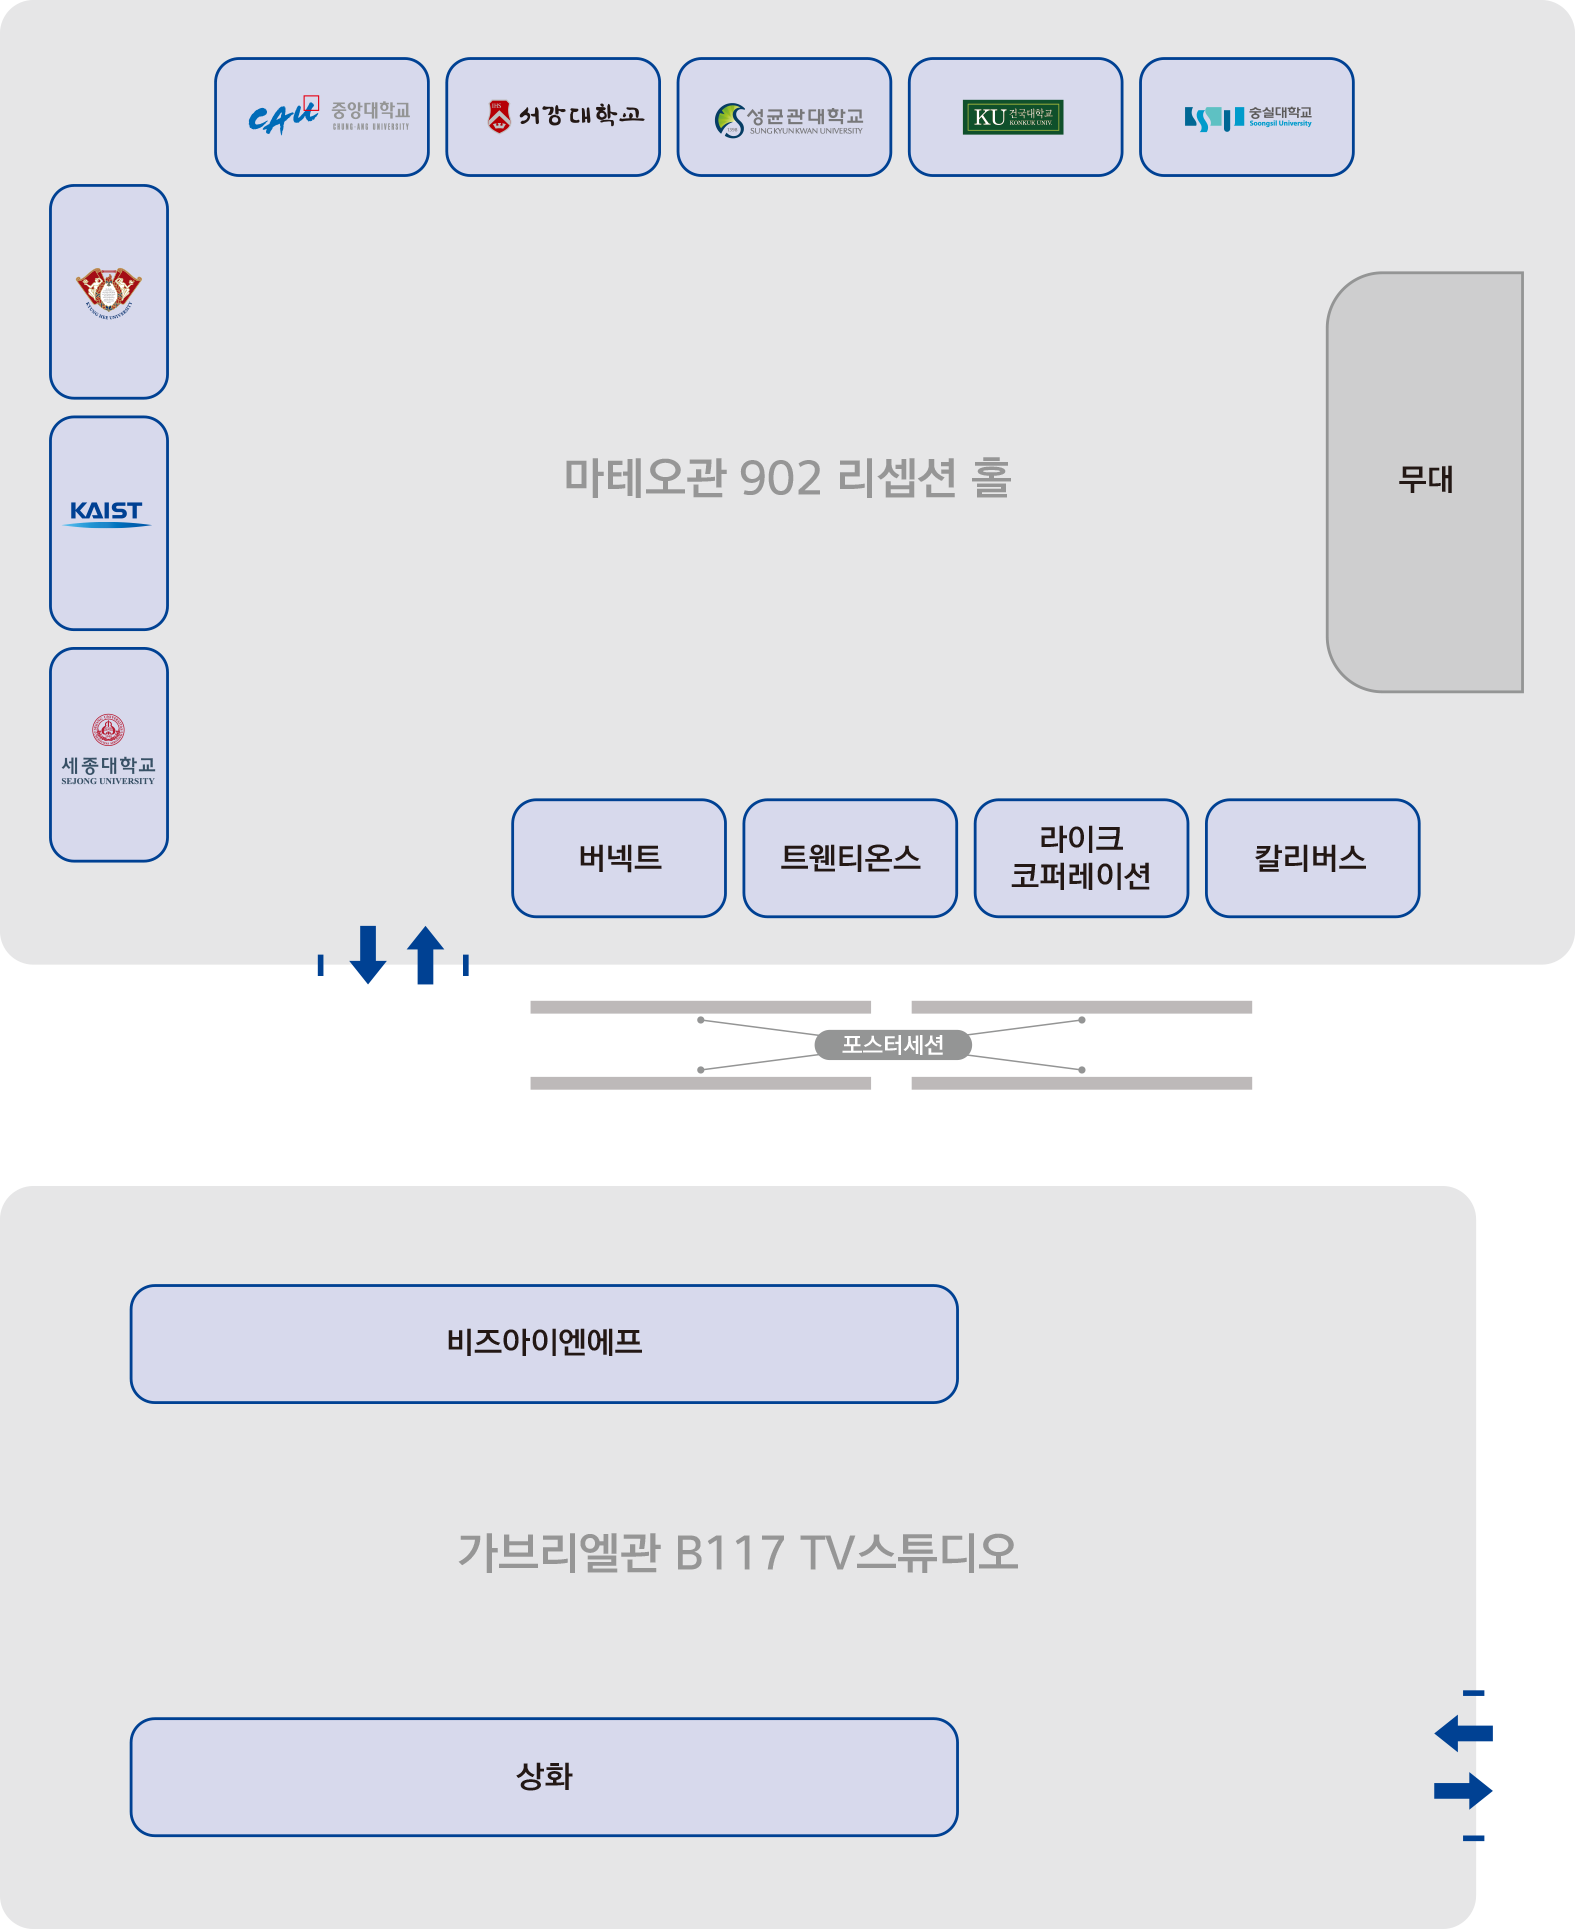 CAU 중앙대학교
CHUNG-ANG UNIVERSITY
서강대학교
성균관대학교
1398
SUNG KYUN KWAN UNIVERSITY
KU 건국대학교
KONKUK UNIV.
숭실대학교
Soongsil University
KYUNG HEE UNIVERSITY
KAIST
세종대학교
SEJONG UNIVERSITY
마테오관 902 리셉션 홀
무대
버넥트
트웬티온스
라이크
코퍼레이션
칼리버스
포스터세션
비즈아이엔에프
가브리엘관 B117 TV스튜디오
상화